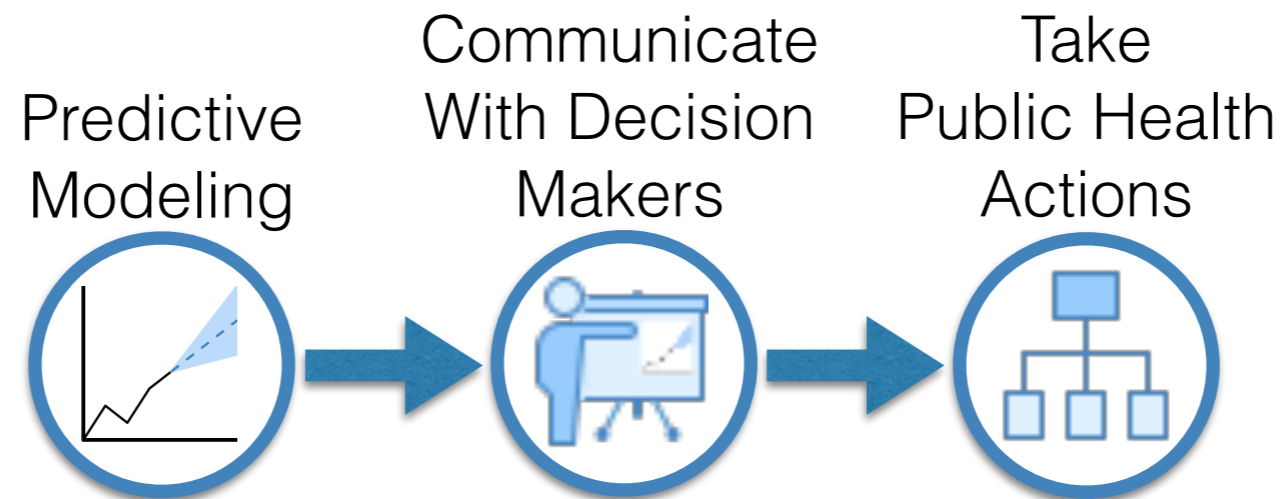 Predictive
Modeling
Communicate
With Decision
Makers
Take
Public Health
Actions